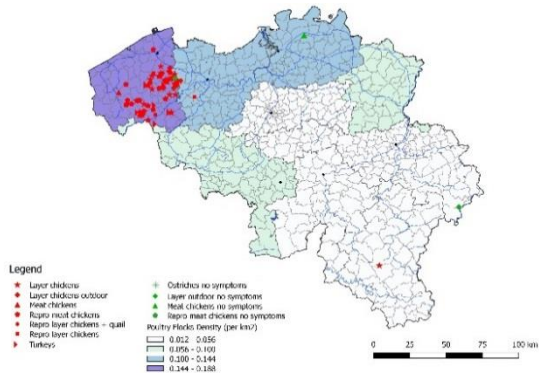 Legend
Layer chickens
Layer chickens outdoor
Meat chickens
Repro meat chickens
Repro layer chickens + quail
Repro layer chickens
Turkeys
Ostriches no symptoms
Layer outdoor no symptoms
Meat chickens no symptoms
Repro meat chickens no symptoms
Poultry Flocks Density (per km2)
0.012 - 0.056
0.056 - 0.100
0.100 - 0.144
0.144 - 0.188
0 25 50 75 100 km